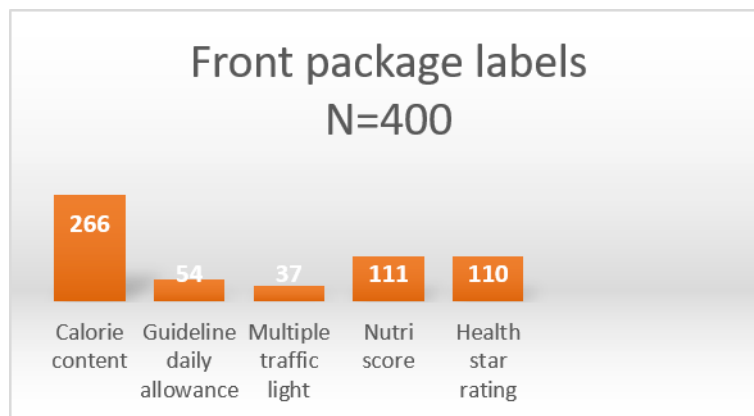 Front package labels
N=400
266
54
37
111
110
Calorie content
Guideline daily allowance
Multiple traffic light
Nutri score
Health star rating